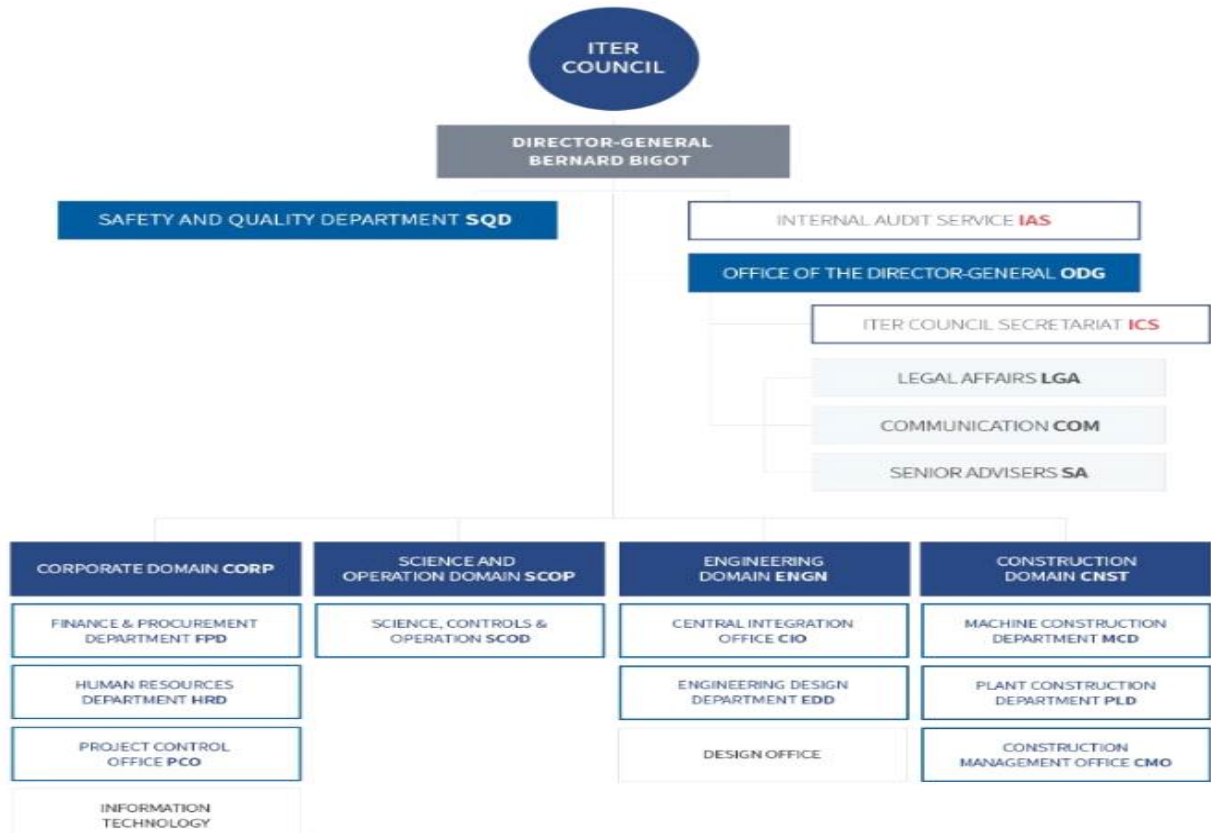 ITER
COUNCIL
DIRECTOR-GENERAL
BERNARD BIGOT
SAFETY AND QUALITY DEPARTMENT SQD
INTERNAL AUDIT SERVICE IAS
OFFICE OF THE DIRECTOR-GENERAL ODG
ITER COUNCIL SECRETARIAT ICS
LEGAL AFFAIRS LGA
COMMUNICATION COM
SENIOR ADVISERS SA
CORPORATE DOMAIN CORP
SCIENCE AND
OPERATION DOMAIN SCOP
ENGINEERING
DOMAIN ENGN
CONSTRUCTION
DOMAIN CNST
FINANCE & PROCUREMENT
DEPARTMENT FPD
SCIENCE, CONTROLS &
OPERATION SCOD
CENTRAL INTEGRATION
OFFICE CIO
MACHINE CONSTRUCTION
DEPARTMENT MCD
HUMAN RESOURCES
DEPARTMENT HRD
ENGINEERING DESIGN
DEPARTMENT EDD
PLANT CONSTRUCTION
DEPARTMENT PLD
PROJECT CONTROL
OFFICE PCO
DESIGN OFFICE
CONSTRUCTION
MANAGEMENT OFFICE CMO
INFORMATION
TECHNOLOGY